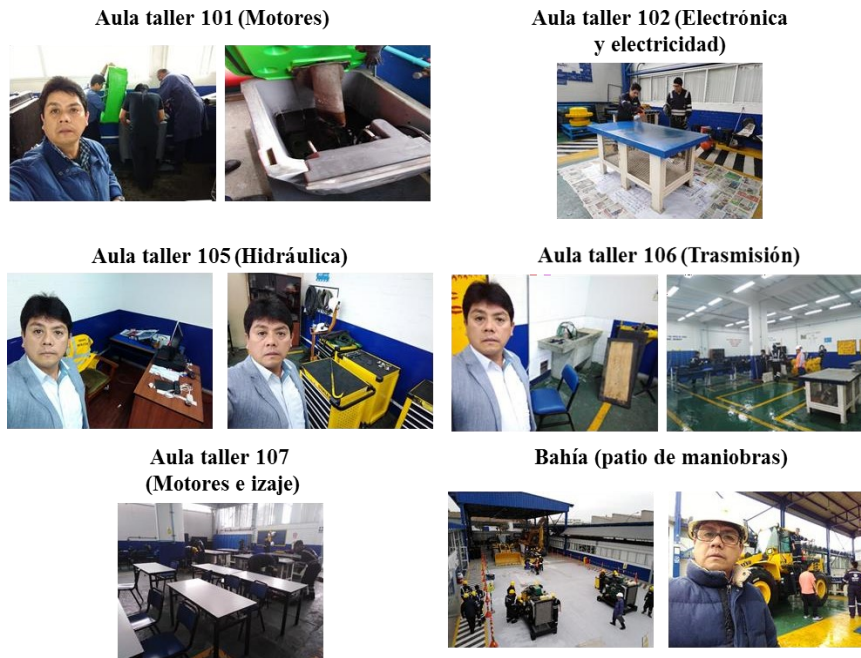 Aula taller 101 (Motores)
Aula taller 102 (Electrónica
y electricidad)
Aula taller 105 (Hidráulica)
Aula taller 106 (Trasmisión)
Aula taller 107
(Motores e izaje)
Bahía (patio de maniobras)